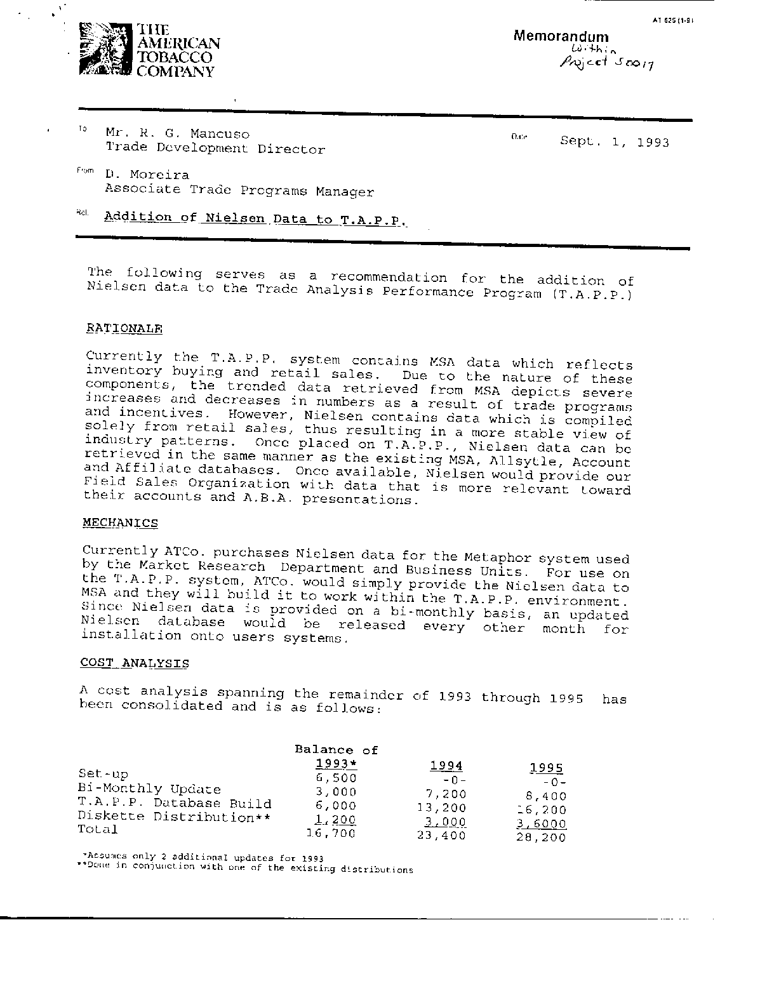 AT 625 (1-91
THE
AMERICAN
TOBACCO
COMPANY
Memorandum
Within
Project 50017
To Mr. R. G. Mancuso
Trade Development Director
Date Sept. 1, 1993
From D. Moreira
Associate Trade Programs Manager
Re: Addition of Nielsen Data to T.A.P.P.
The following serves as a recommendation for the addition of
Nielsen data to the Trade Analysis Performance Program (T.A.P.P.)
RATIONALE
Currently the T.A.P.P. system contains MSA data which reflects
inventory buying and retail sales. Due to the nature of these
components, the trended data retrieved from MSA depicts severe
increases and decreases in numbers as a result of trade programs
and incentives. However, Nielsen contains data which is compiled
solely from retail sales, thus resulting in a more stable view of
industry patterns. Once placed on T.A.P.P., Nielsen data can be
retrieved in the same manner as the existing MSA, Allsytle, Account
and Affiliate databases. Once available, Nielsen would provide our
Field Sales Organization with data that is more relevant toward
their accounts and A.B.A. presentations.
MECHANICS
Currently ATCo. purchases Nielsen data for the Metaphor system used
by the Market Research Department and Business Units. For use on
the T.A.P.P. system, ATCo. would simply provide the Nielsen data to
MSA and they will build it to work within the T.A.P.P. environment.
Since Nielsen data is provided on a bi-monthly basis, an updated
Nielsen database would be released every other month for
installation onto users systems.
COST ANALYSIS
A cost analysis spanning the remainder of 1993 through 1995 has
been consolidated and is as follows:
Balance of
1993* 1994 1995
Set-up 6,500 -0- -0-
Bi-Monthly Update 3,000 7,200 8,400
T.A.P.P. Database Build 6,000 13,200 16,200
Diskette Distribution** 1,200 3,000 3,6000
Total 16,700 23,400 28,200
*Assumes only 2 additional updates for 1993
**Done in conjunction with one of the existing distributions